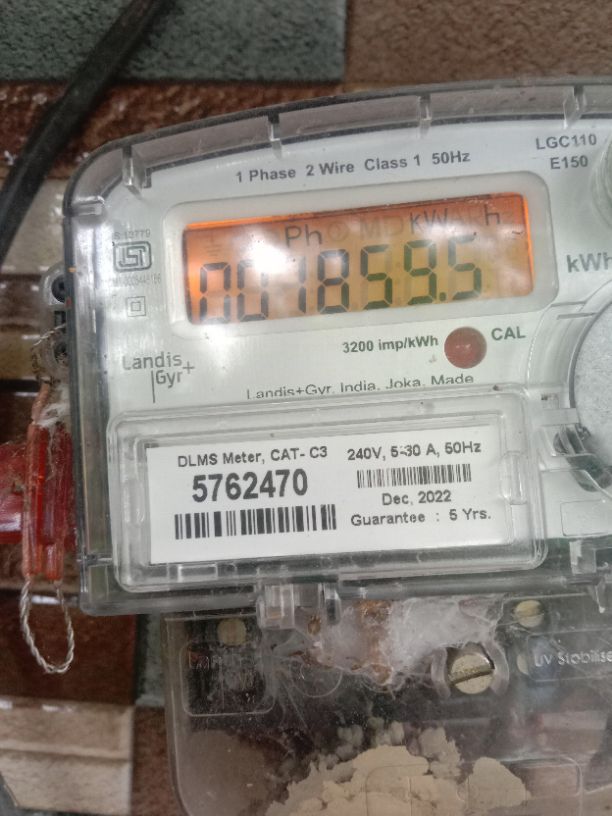 LGC110
E150
1 Phase 2 Wire Class 1 50Hz
Ph kW h
001859.5
kWh
3200 imp/kWh CAL
Landis
Gyr+
Landis+Gyr, India, Joka, Made
DLMS Meter, CAT- C3 240V, 5-30 A, 50Hz
5762470
Dec, 2022
Guarantee : 5 Yrs.
UV Stabilise